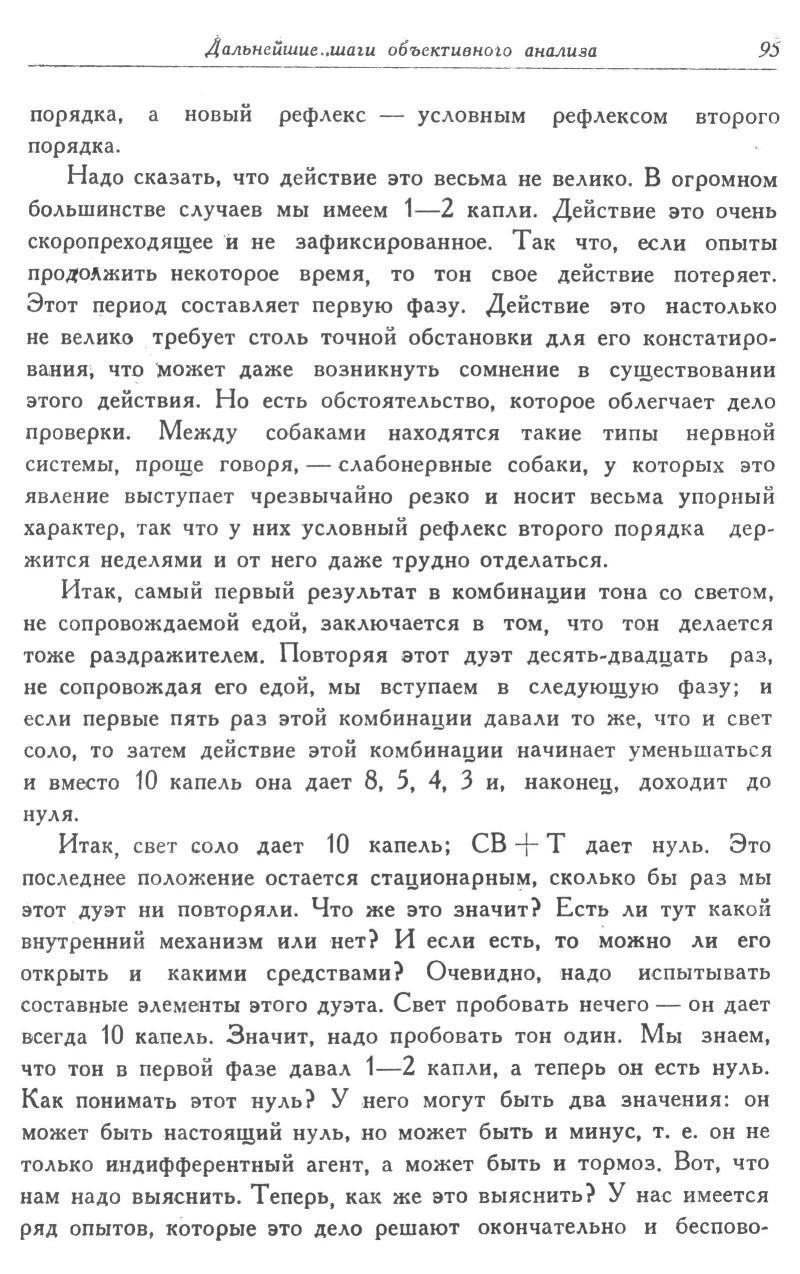 Дальнейшие..шаги объективного анализа 95
порядка, а новый рефлекс — условным рефлексом второго
порядка.
Надо сказать, что действие это весьма не велико. В огромном
большинстве случаев мы имеем 1—2 капли. Действие это очень
скоропреходящее и не зафиксированное. Так что, если опыты
продолжить некоторое время, то тон свое действие потеряет.
Этот период составляет первую фазу. Действие это настолько
не велико требует столь точной обстановки для его констатиро-
вания, что может даже возникнуть сомнение в существовании
этого действия. Но есть обстоятельство, которое облегчает дело
проверки. Между собаками находятся такие типы нервной
системы, проще говоря, — слабонервные собаки, у которых это
явление выступает чрезвычайно резко и носит весьма упорный
характер, так что у них условный рефлекс второго порядка дер-
жится неделями и от него даже трудно отделаться.
Итак, самый первый результат в комбинации тона со светом,
не сопровождаемой едой, заключается в том, что тон делается
тоже раздражителем. Повторяя этот дуэт десять-двадцать раз,
не сопровождая его едой, мы вступаем в следующую фазу; и
если первые пять раз этой комбинации давали то же, что и свет
соло, то затем действие этой комбинации начинает уменьшаться
и вместо 10 капель она дает 8, 5, 4, 3 и, наконец, доходит до
нуля.
Итак, свет соло дает 10 капель; СВ + Т дает нуль. Это
последнее положение остается стационарным, сколько бы раз мы
этот дуэт ни повторяли. Что же это значит? Есть ли тут какой
внутренний механизм или нет? И если есть, то можно ли его
открыть и какими средствами? Очевидно, надо испытывать
составные элементы этого дуэта. Свет пробовать нечего — он дает
всегда 10 капель. Значит, надо пробовать тон один. Мы знаем,
что тон в первой фазе давал 1—2 капли, а теперь он есть нуль.
Как понимать этот нуль? У него могут быть два значения: он
может быть настоящий нуль, но может быть и минус, т. е. он не
только индифферентный агент, а может быть и тормоз. Вот, что
нам надо выяснить. Теперь, как же это выяснить? У нас имеется
ряд опытов, которые это дело решают окончательно и бесповo-